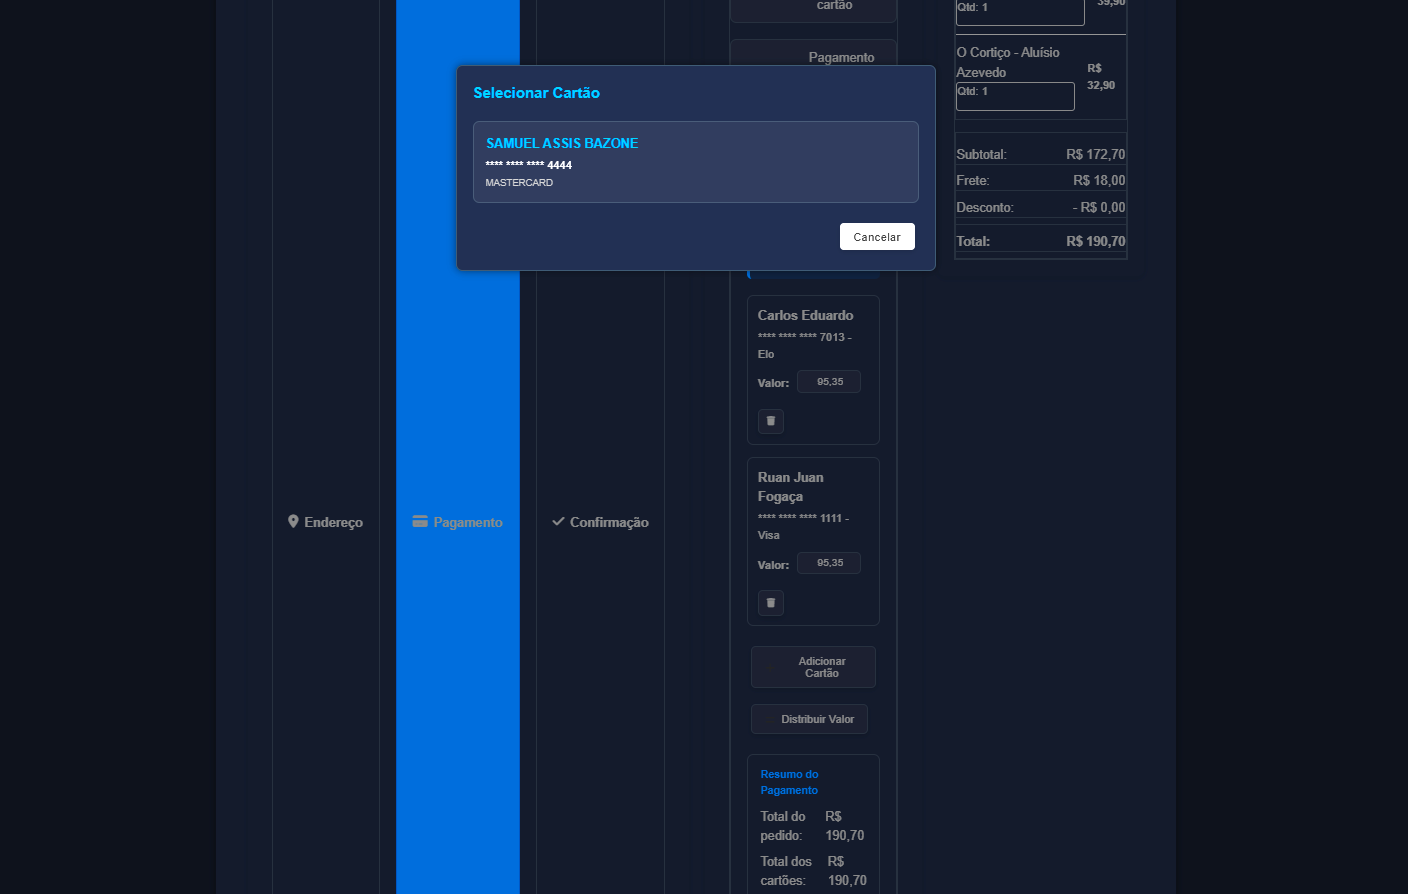 cartão
Pagamento
Selecionar Cartão
SAMUEL ASSIS BAZONE
**** **** **** 4444
MASTERCARD
Cancelar
Carlos Eduardo
**** **** **** 7013 -
Elo
Valor: 95,35
Ruan Juan
Fogaça
**** **** **** 1111 -
Visa
Valor: 95,35
Adicionar
Cartão
Distribuir Valor
Resumo do
Pagamento
Total do
pedido:
R$
190,70
Total dos
cartões:
R$
190,70
Endereço
Pagamento
Confirmação
39,90
Qtd: 1
O Cortiço - Aluísio
Azevedo
R$
32,90
Qtd: 1
Subtotal: R$ 172,70
Frete: R$ 18,00
Desconto: - R$ 0,00
Total: R$ 190,70